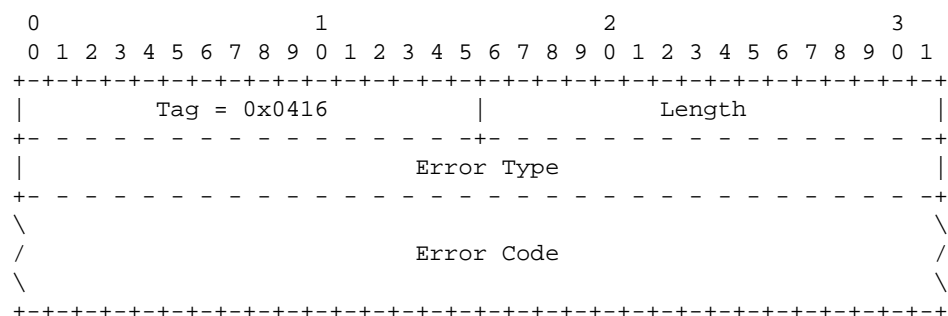 0                   1                   2                   3
 0 1 2 3 4 5 6 7 8 9 0 1 2 3 4 5 6 7 8 9 0 1 2 3 4 5 6 7 8 9 0 1
+-+-+-+-+-+-+-+-+-+-+-+-+-+-+-+-+-+-+-+-+-+-+-+-+-+-+-+-+-+-+-+-+
|         Tag = 0x0416          |            Length             |
+- - - - - - - - - - - - - - - -+- - - - - - - - - - - - - - - -+
|                           Error Type                          |
+- - - - - - - - - - - - - - - - - - - - - - - - - - - - - - - -+
\                                                               \
/                           Error Code                          /
\                                                               \
+-+-+-+-+-+-+-+-+-+-+-+-+-+-+-+-+-+-+-+-+-+-+-+-+-+-+-+-+-+-+-+-+